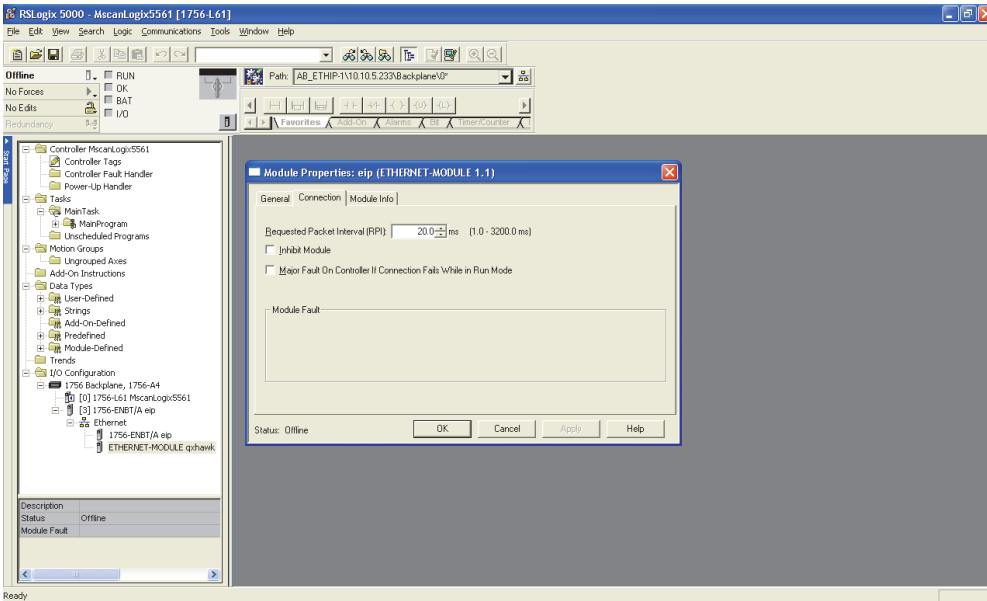 RSLogix 5000 - MscanLogix5561 [1756-L61]
File Edit View Search Logic Communications Tools Window Help
Offline RUN
No Forces OK
No Edits BAT
Redundancy I/O
Path: AB_ETHIP-1\10.10.5.233\Backplane\0*
Favorites Add-On Alarms Bit Timer/Counter
Start Page
Controller MscanLogix5561
Controller Tags
Controller Fault Handler
Power-Up Handler
Tasks
MainTask
MainProgram
Unscheduled Programs
Motion Groups
Ungrouped Axes
Add-On Instructions
Data Types
User-Defined
Strings
Add-On-Defined
Predefined
Module-Defined
Trends
I/O Configuration
1756 Backplane, 1756-A4
[0] 1756-L61 MscanLogix5561
[3] 1756-ENBT/A eip
Ethernet
1756-ENBT/A eip
ETHERNET-MODULE qxhawk
Description
Status Offline
Module Fault
Module Properties: eip (ETHERNET-MODULE 1.1)
General Connection Module Info
Requested Packet Interval (RPI): 20.0 ms (1.0 - 3200.0 ms)
Inhibit Module
Major Fault On Controller If Connection Fails While in Run Mode
Module Fault
Status: Offline OK Cancel Apply Help
Ready